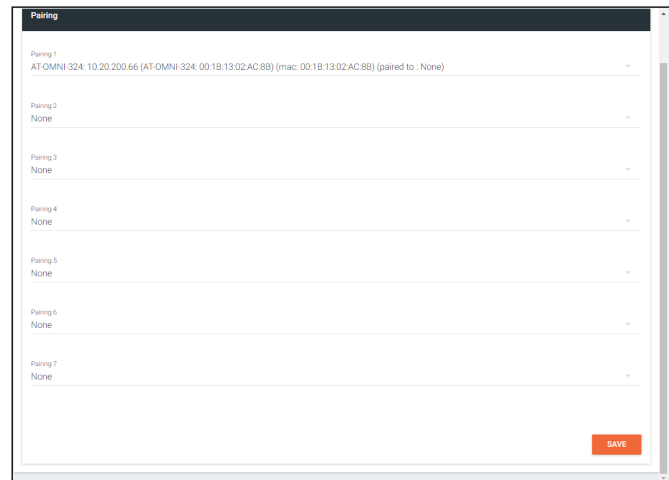 Pairing
Pairing 1
AT-OMNI-324: 10.20.200.66 (AT-OMNI-324: 00:1B:13:02:AC:8B) (mac: 00:1B:13:02:AC:8B) (paired to : None)
Pairing 2
None
Pairing 3
None
Pairing 4
None
Pairing 5
None
Pairing 6
None
Pairing 7
None
SAVE